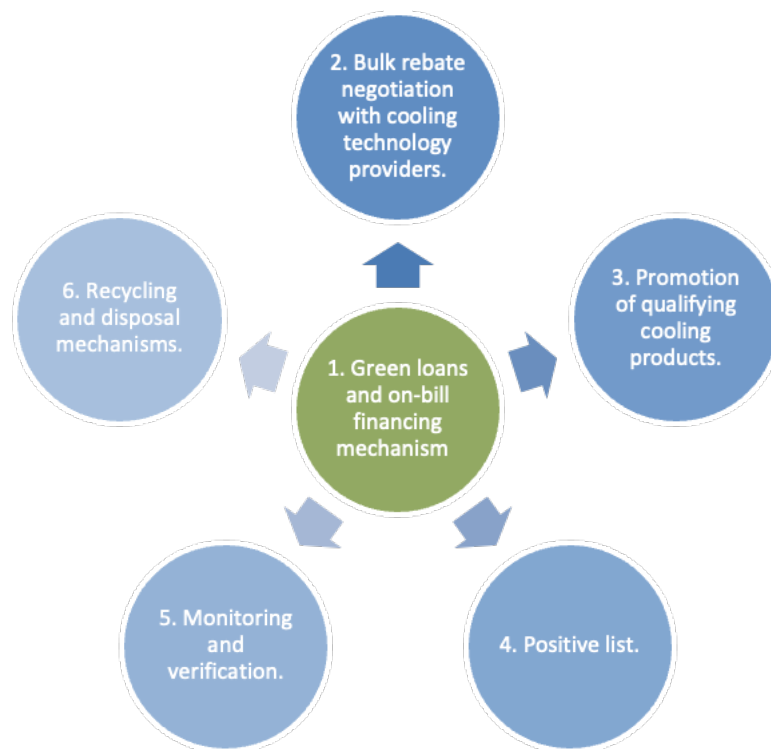 2. Bulk rebate
negotiation
with cooling
technology
providers.
3. Promotion
of qualifying
cooling
products.
6. Recycling
and disposal
mechanisms.
1. Green loans
and on-bill
financing
mechanism
5. Monitoring
and
verification.
4. Positive list.